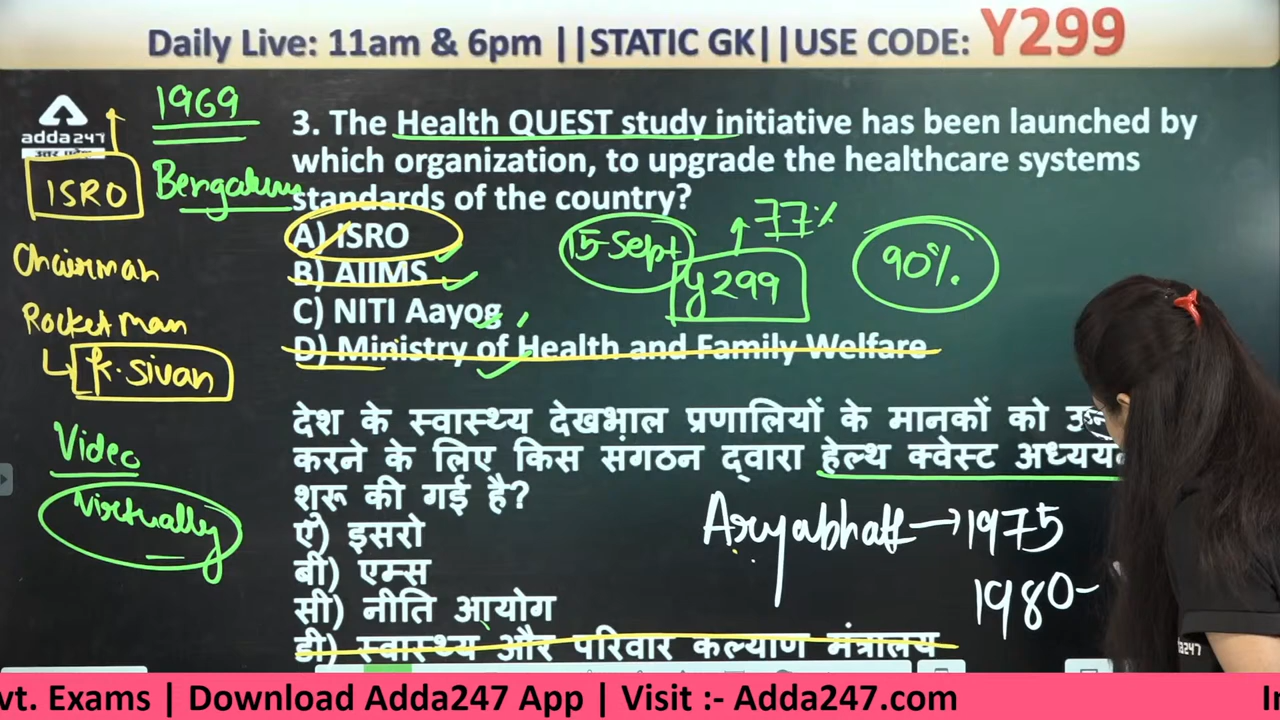 Daily Live: 11am & 6pm ||STATIC GK||USE CODE: Y299
adda247
उत्तर प्रदेश
1969
ISRO
Bengaluru
Chairman
Rocket man
K. Sivan
Video
Virtually
3. The Health QUEST study initiative has been launched by
which organization, to upgrade the healthcare systems
standards of the country?
A) ISRO
B) AIIMS
C) NITI Aayog
D) Ministry of Health and Family Welfare
15-Sept
77%
Y299
90%.
देश के स्वास्थ्य देखभाल प्रणालियों के मानकों को
करने के लिए किस संगठन द्वारा हेल्थ क्वेस्ट
शुरू की गई है?
ए) इसरो
बी) एम्स
सी) नीति आयोग
डी) स्वास्थ्य और परिवार कल्याण मंत्रालय
Aryabhatt → 1975
1980-
a247
vt. Exams | Download Adda247 App | Visit :- Adda247.com